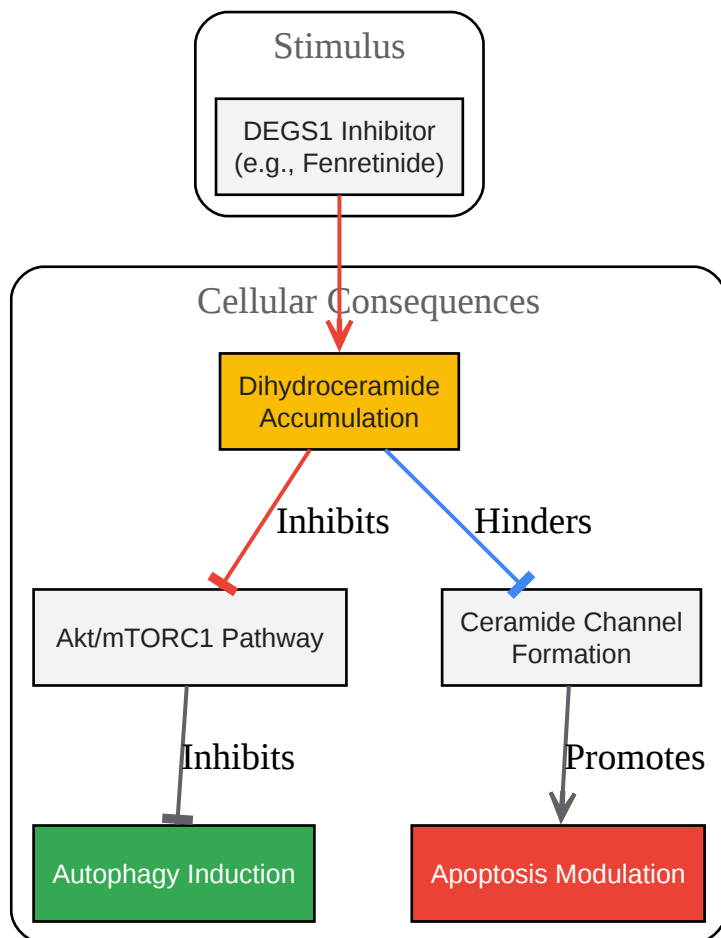 Stimulus
DEGS1 Inhibitor
(e.g., Fenretinide)
Cellular Consequences
Dihydroceramide
Accumulation
Inhibits
Hinders
Akt/mTORC1 Pathway
Ceramide Channel
Formation
Inhibits
Promotes
Autophagy Induction
Apoptosis Modulation